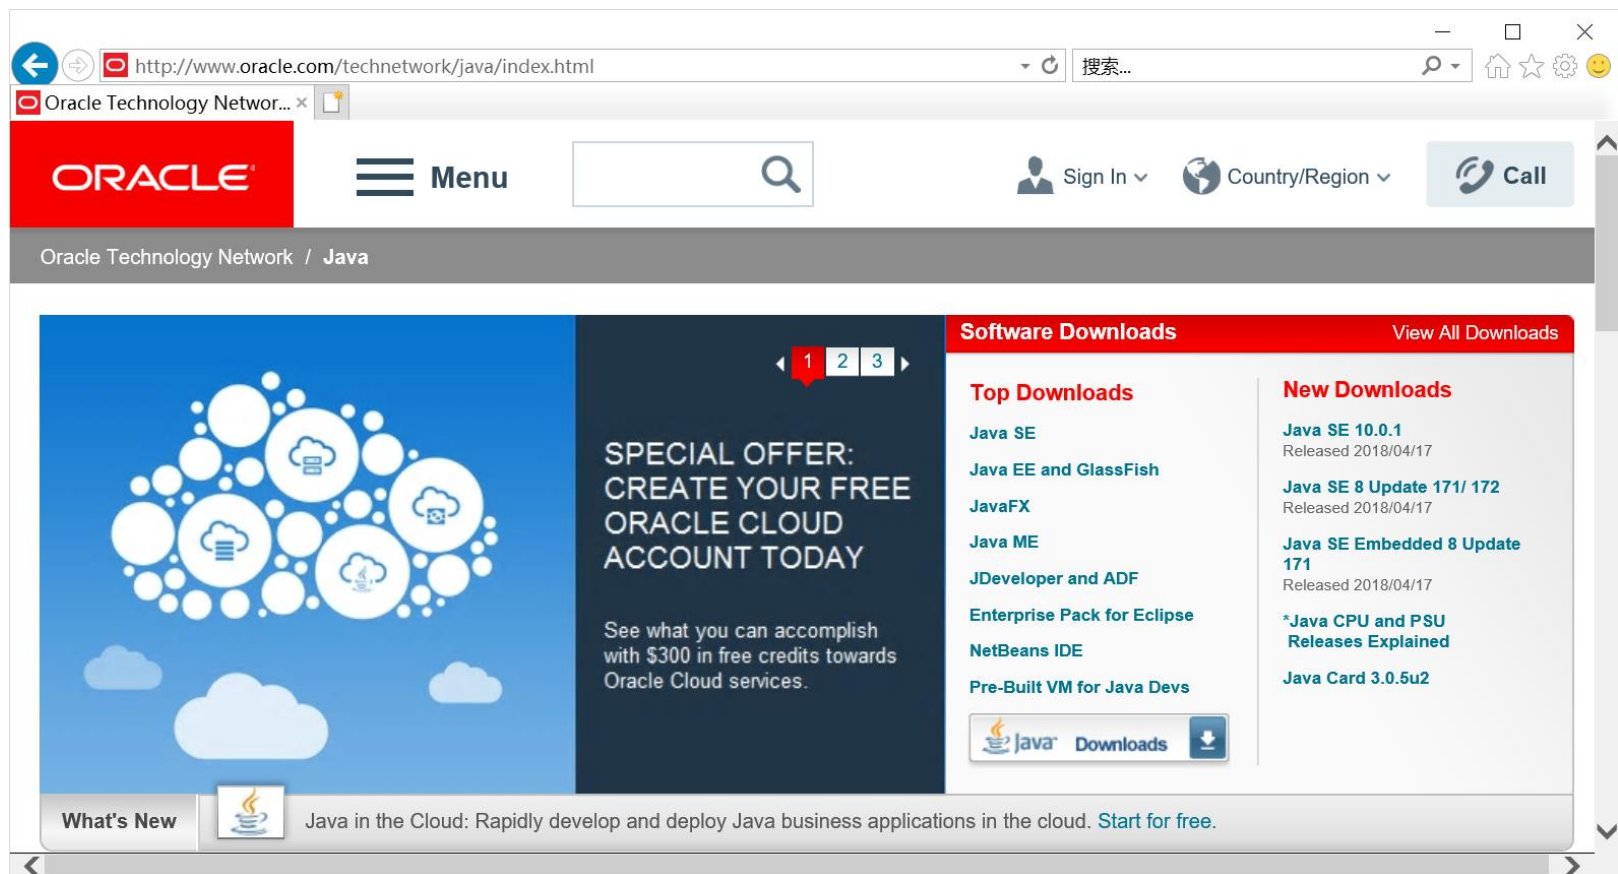 http://www.oracle.com/technetwork/java/index.html
搜索...
Oracle Technology Networ...
ORACLE
Menu
Sign In
Country/Region
Call
Oracle Technology Network / Java
1 2 3
SPECIAL OFFER:
CREATE YOUR FREE
ORACLE CLOUD
ACCOUNT TODAY
See what you can accomplish
with $300 in free credits towards
Oracle Cloud services.
Software Downloads
View All Downloads
Top Downloads
Java SE
Java EE and GlassFish
JavaFX
Java ME
JDeveloper and ADF
Enterprise Pack for Eclipse
NetBeans IDE
Pre-Built VM for Java Devs
Java Downloads
New Downloads
Java SE 10.0.1
Released 2018/04/17
Java SE 8 Update 171/ 172
Released 2018/04/17
Java SE Embedded 8 Update
171
Released 2018/04/17
*Java CPU and PSU
Releases Explained
Java Card 3.0.5u2
What's New
Java in the Cloud: Rapidly develop and deploy Java business applications in the cloud. Start for free.